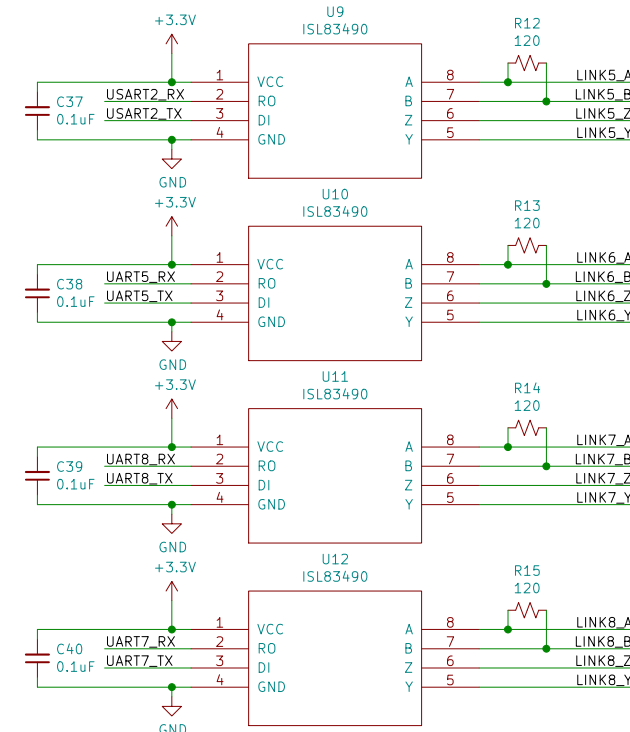 U9
ISL83490
+3.3V
R12
120
1 VCC A 8 LINK5_A
C37 USART2_RX 2 RO B 7 LINK5_B
0.1uF USART2_TX 3 DI Z 6 LINK5_Z
4 GND Y 5 LINK5_Y
GND
U10
ISL83490
+3.3V
R13
120
1 VCC A 8 LINK6_A
C38 UART5_RX 2 RO B 7 LINK6_B
0.1uF UART5_TX 3 DI Z 6 LINK6_Z
4 GND Y 5 LINK6_Y
GND
U11
ISL83490
+3.3V
R14
120
1 VCC A 8 LINK7_A
C39 UART8_RX 2 RO B 7 LINK7_B
0.1uF UART8_TX 3 DI Z 6 LINK7_Z
4 GND Y 5 LINK7_Y
GND
U12
ISL83490
+3.3V
R15
120
1 VCC A 8 LINK8_A
C40 UART7_RX 2 RO B 7 LINK8_B
0.1uF UART7_TX 3 DI Z 6 LINK8_Z
4 GND Y 5 LINK8_Y
GND